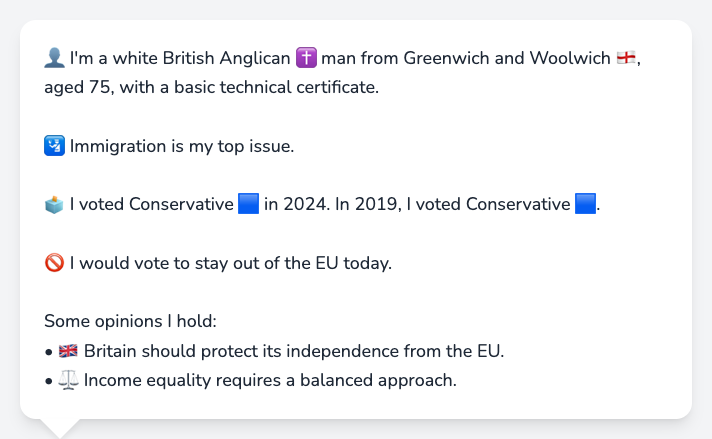 👤 I'm a white British Anglican ✝️ man from Greenwich and Woolwich 🏴󠁧󠁢󠁥󠁮󠁧󠁿,
aged 75, with a basic technical certificate.
🛂 Immigration is my top issue.
🗳️ I voted Conservative 🟦 in 2024. In 2019, I voted Conservative 🟦.
🚫 I would vote to stay out of the EU today.
Some opinions I hold:
• 🇬🇧 Britain should protect its independence from the EU.
• ⚖️ Income equality requires a balanced approach.